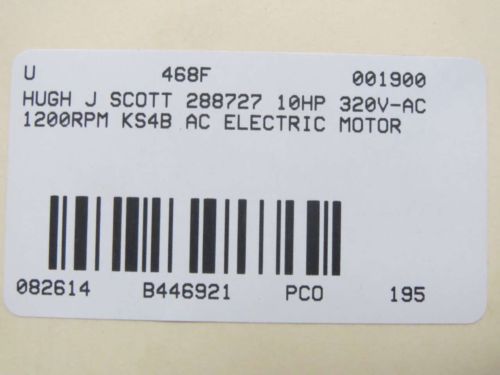 U 468F 001900
HUGH J SCOTT 288727 10HP 320V-AC
1200RPM KS4B AC ELECTRIC MOTOR
082614 B446921 PCO 195